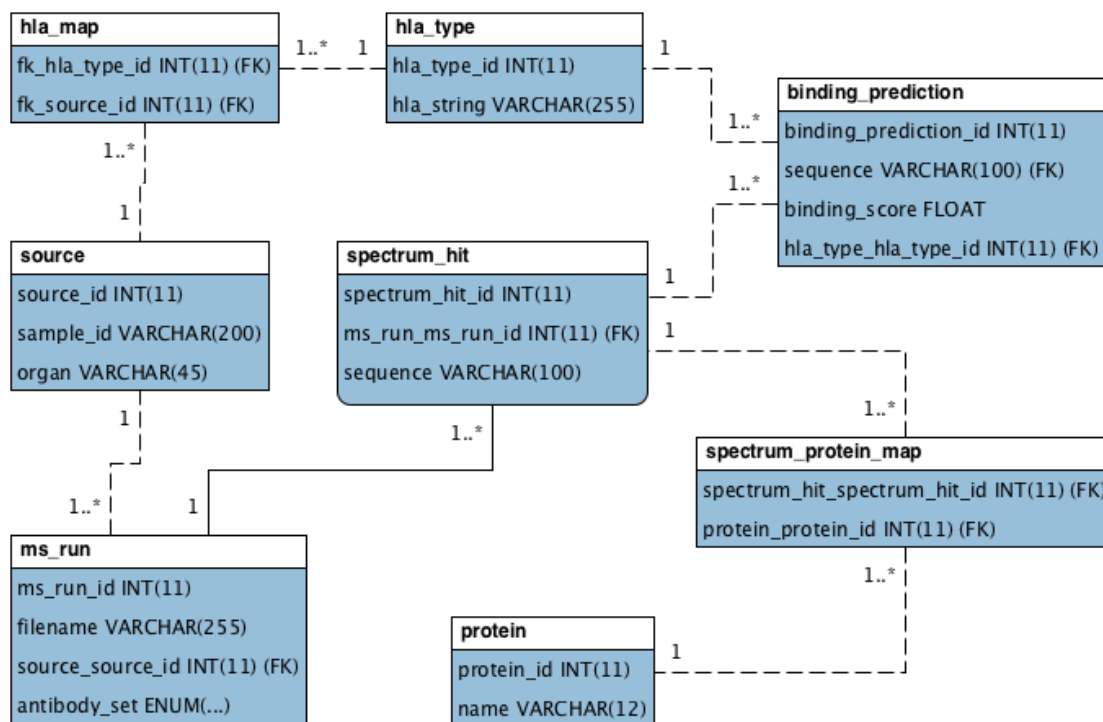 hla_map
fk_hla_type_id INT(11) (FK)
fk_source_id INT(11) (FK)
1..*
1
hla_type
hla_type_id INT(11)
hla_string VARCHAR(255)
1
1..*
binding_prediction
binding_prediction_id INT(11)
sequence VARCHAR(100) (FK)
binding_score FLOAT
hla_type_hla_type_id INT(11) (FK)
1..*
1..*
1
source
source_id INT(11)
sample_id VARCHAR(200)
organ VARCHAR(45)
spectrum_hit
spectrum_hit_id INT(11)
ms_run_ms_run_id INT(11) (FK)
sequence VARCHAR(100)
1
1
1
1..*
1..*
1..*
1
spectrum_protein_map
spectrum_hit_spectrum_hit_id INT(11) (FK)
protein_protein_id INT(11) (FK)
1..*
ms_run
ms_run_id INT(11)
filename VARCHAR(255)
source_source_id INT(11) (FK)
antibody_set ENUM(...)
protein
protein_id INT(11)
name VARCHAR(12)
1